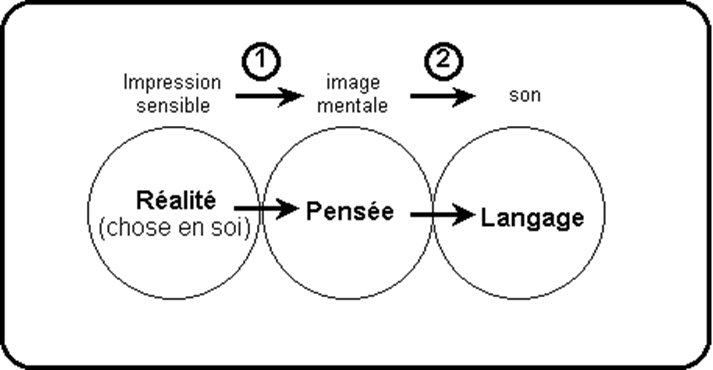 1
2
Impression
sensible
image
mentale
son
Réalité
(chose en soi)
Pensée
Langage